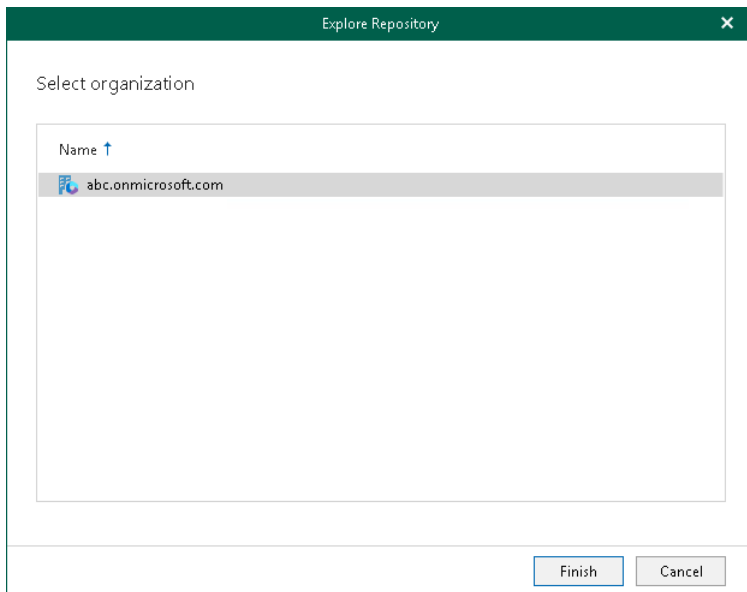 Explore Repository
Select organization
Name
abc.onmicrosoft.com
Finish Cancel